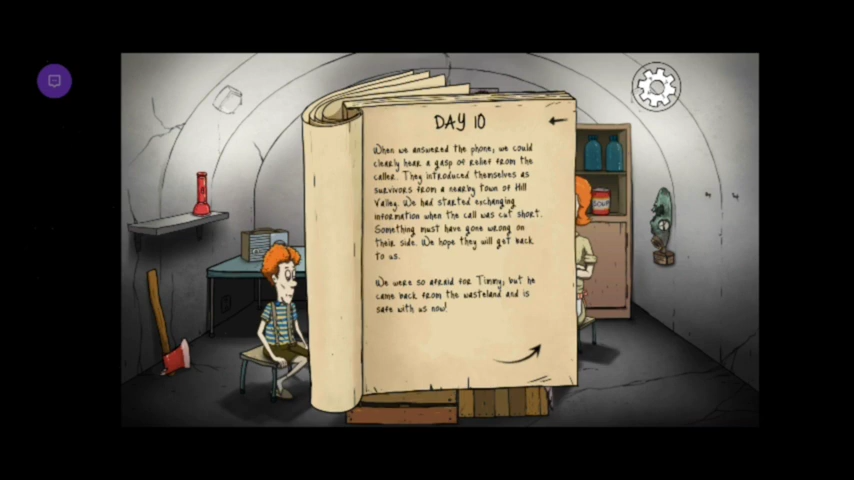 DAY 10
When we answered the phone, we could
clearly hear a gasp of relief from the
caller. They introduced themselves as
survivors from a nearby town of Hill
Valley. We had started exchanging
information when the call was cut short.
Something must have gone wrong on
their side. We hope they will get back
to us.
We were so afraid for Timmy, but he
came back from the wasteland and is
safe with us now!
SOUP